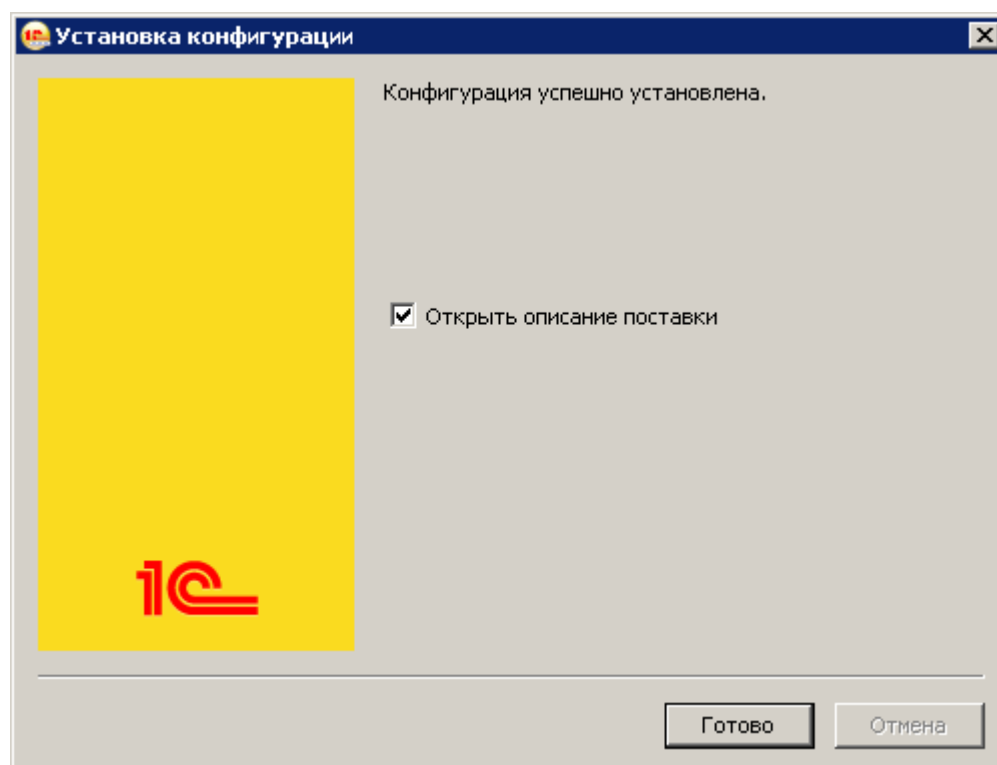 Установка конфигурации
Конфигурация успешно установлена.
Открыть описание поставки
1С
Готово
Отмена